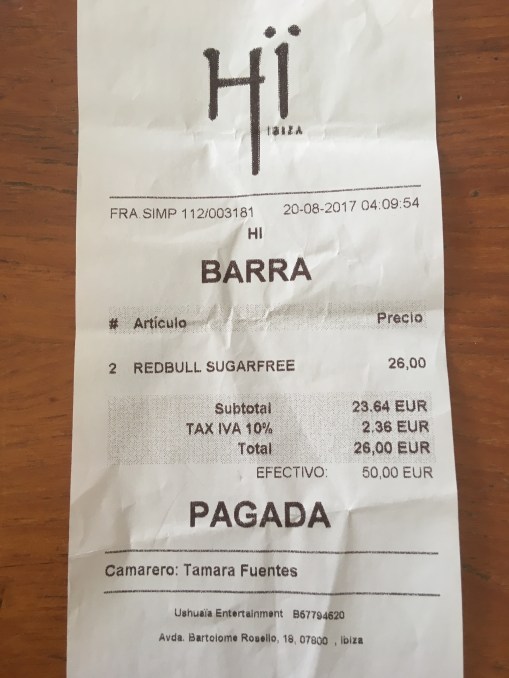 Hï
IBIZA
FRA SIMP 112/003181 20-08-2017 04:09:54
HI
BARRA
# Artículo Precio
2 REDBULL SUGARFREE 26,00
Subtotal 23.64 EUR
TAX IVA 10% 2.36 EUR
Total 26,00 EUR
EFECTIVO: 50,00 EUR
PAGADA
Camarero: Tamara Fuentes
Ushuaïa Entertainment B67794620
Avda. Bartolome Rosello, 18, 07800 , Ibiza